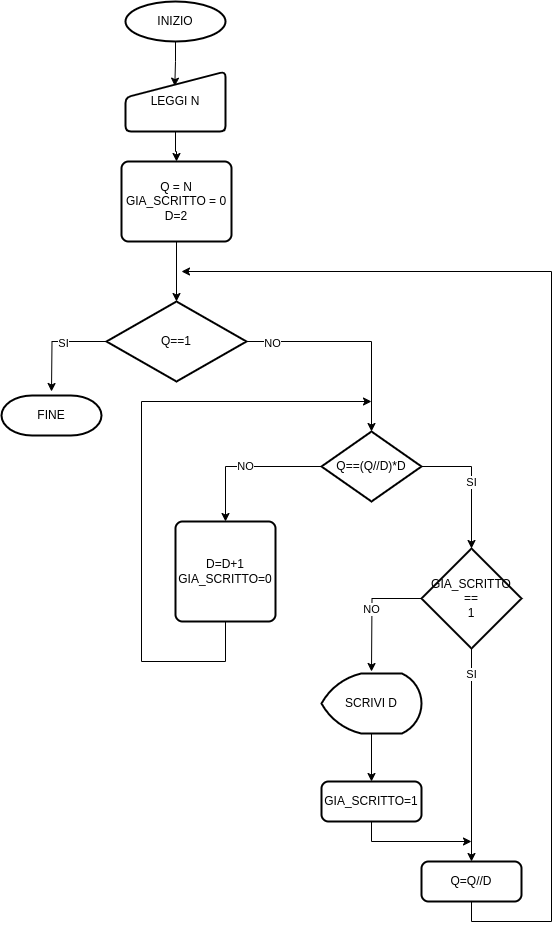 INIZIO
LEGGI N
Q = N
GIA_SCRITTO = 0
D=2
Q==1
SI
NO
FINE
Q==(Q//D)*D
NO
SI
D=D+1
GIA_SCRITTO=0
GIA_SCRITTO
==
1
NO
SI
SCRIVI D
GIA_SCRITTO=1
Q=Q//D